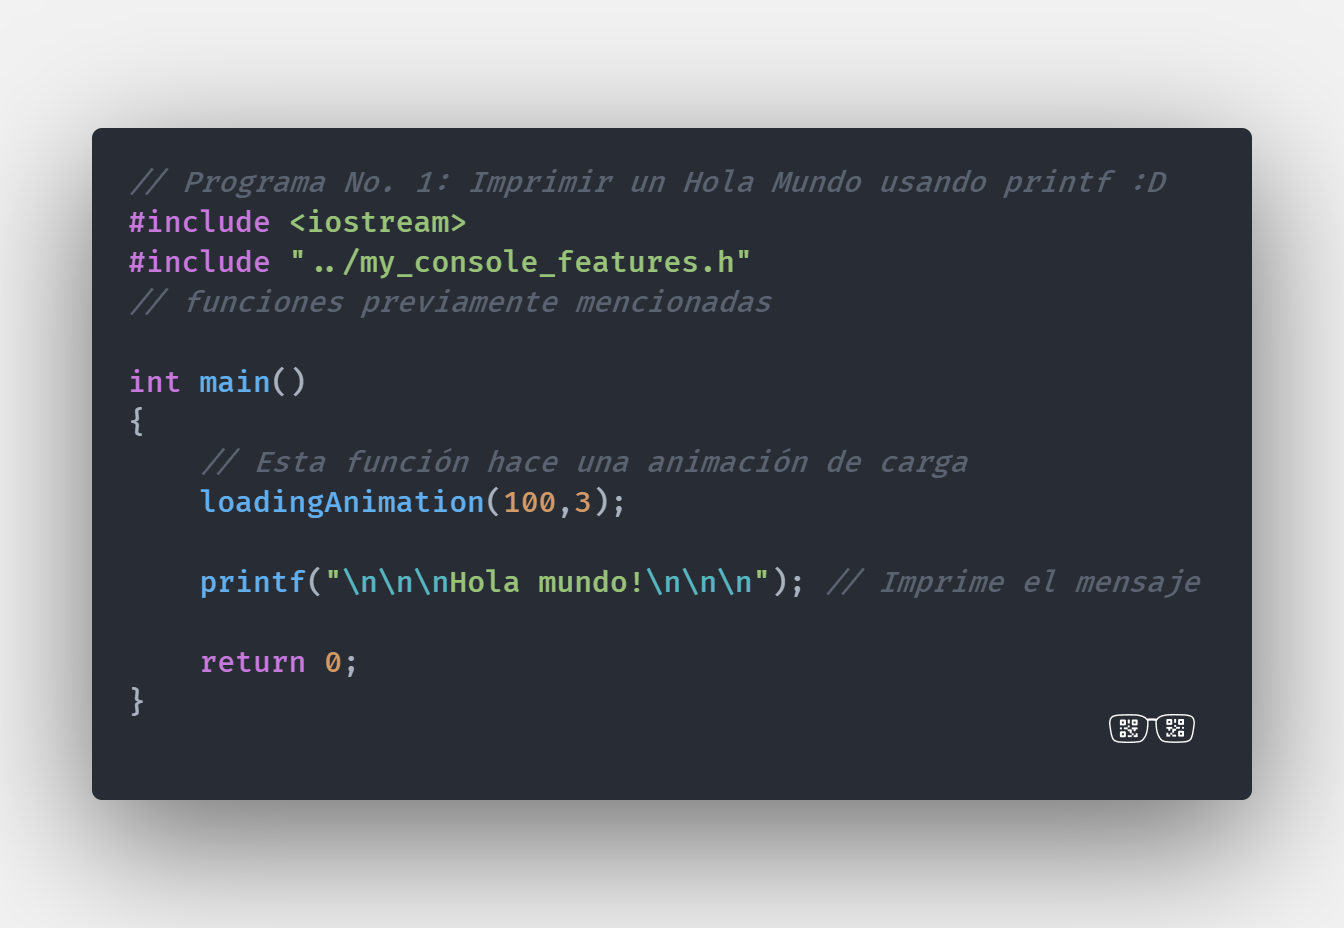 // Programa No. 1: Imprimir un Hola Mundo usando printf :D
#include <iostream>
#include "../my_console_features.h"
// funciones previamente mencionadas
int main()
{
// Esta función hace una animación de carga
loadingAnimation(100,3);
printf("\n\n\nHola mundo!\n\n\n"); // Imprime el mensaje
return 0;
}